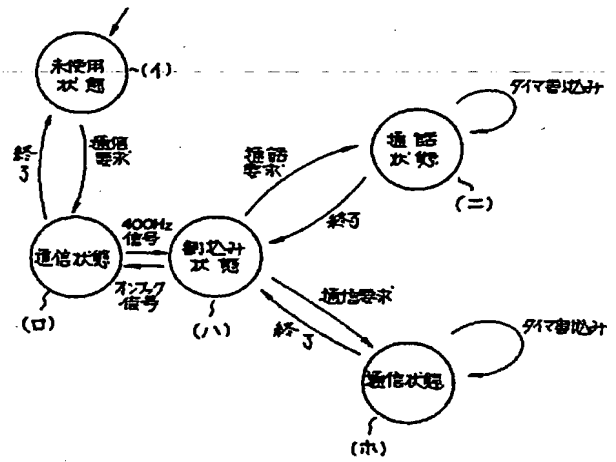 未使用
状態
(イ)
終了
通信
要求
通信状態
(ロ)
400Hz
信号
オンフック
信号
割込み
状態
(ハ)
通話
要求
終了
通話
状態
(ニ)
タイマ割込み
通信要求
終了
通信状態
(ホ)
タイマ割込み